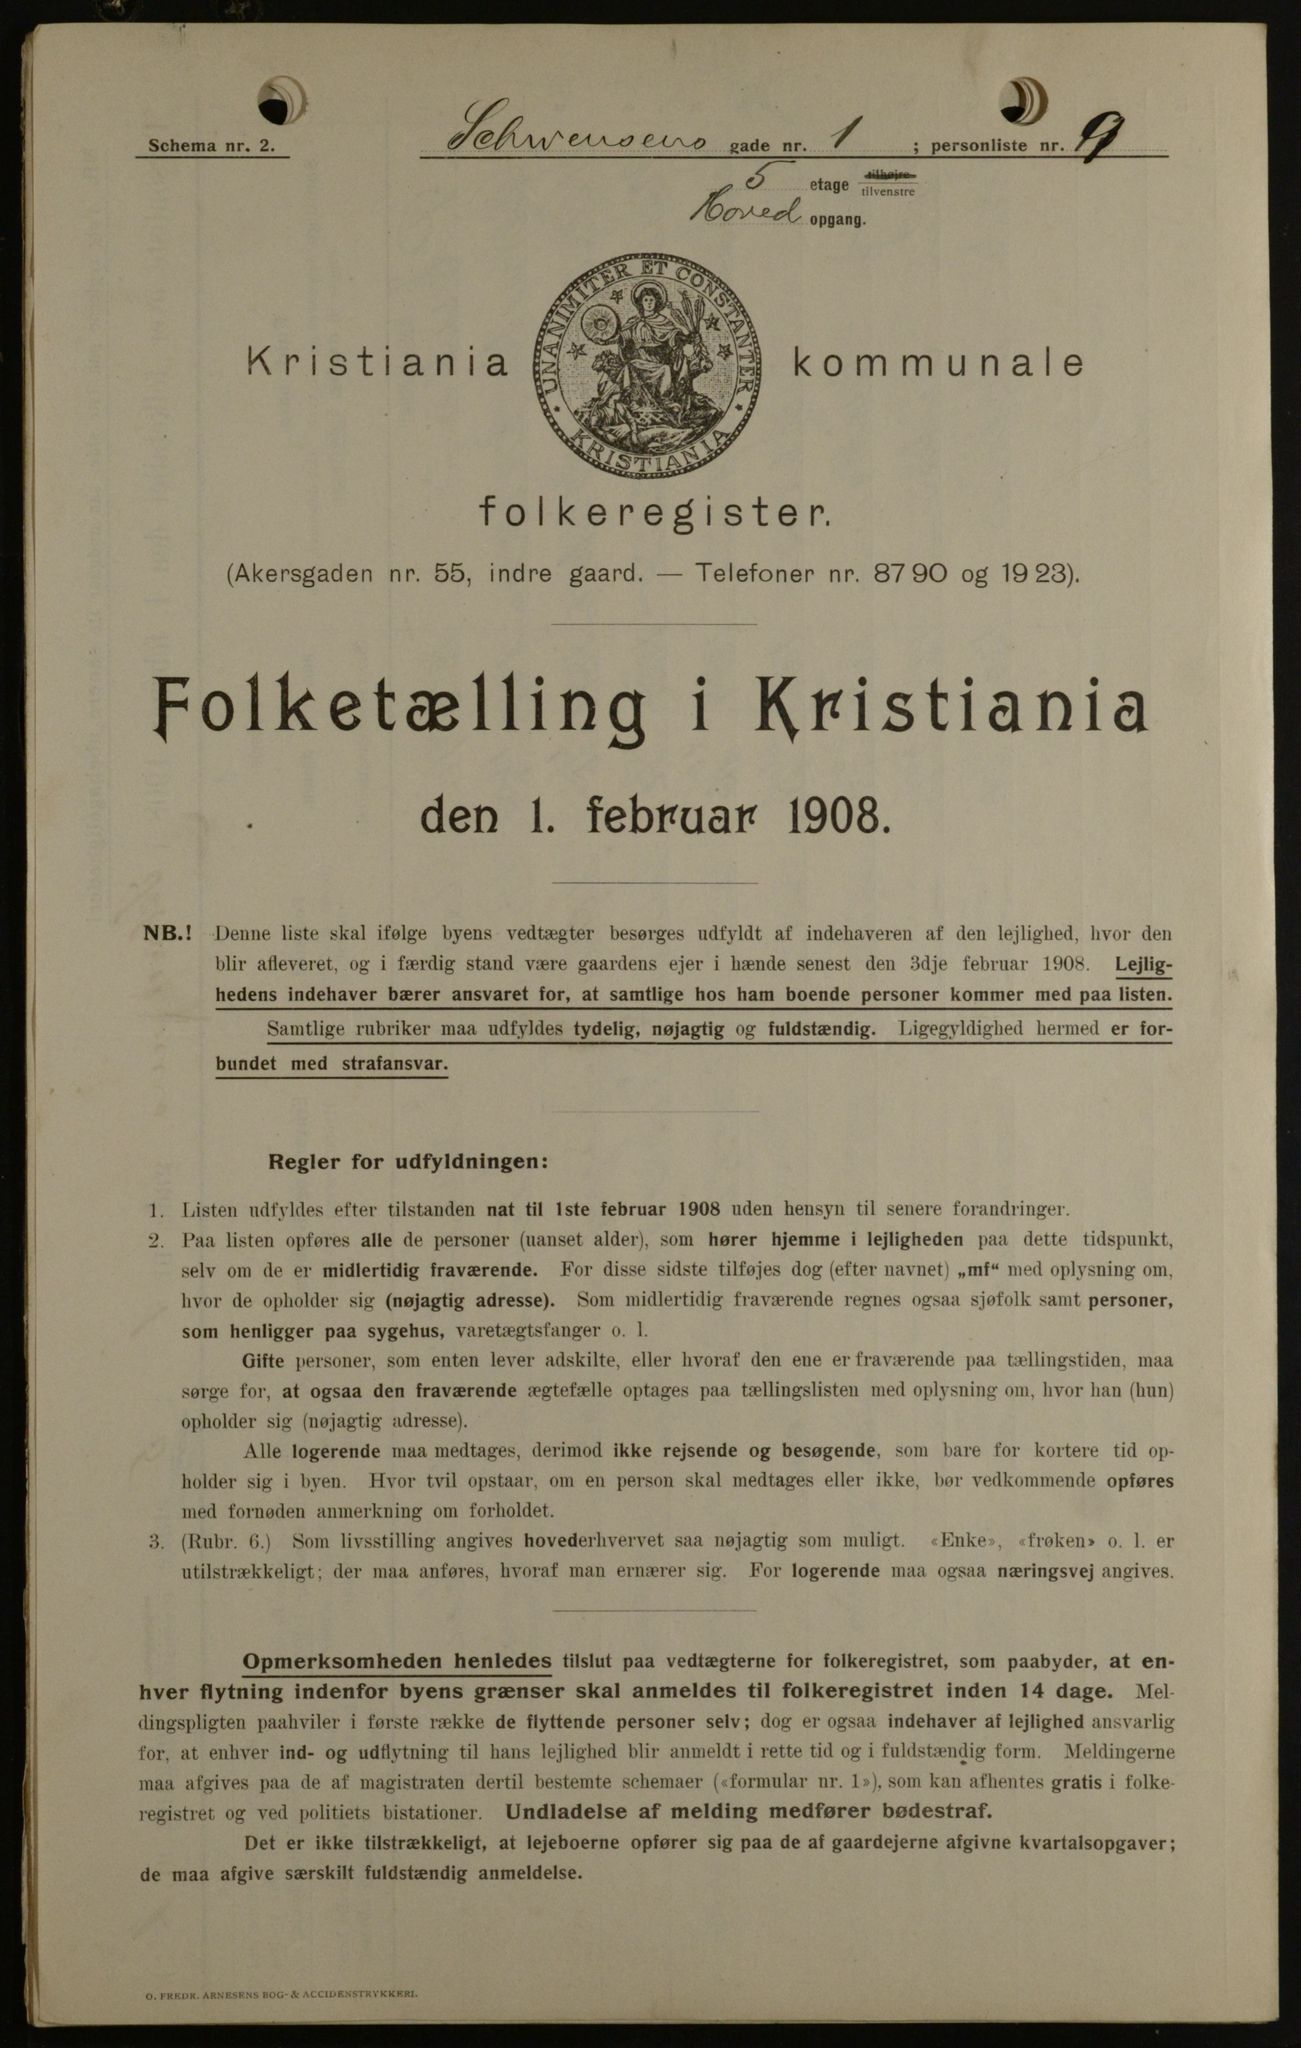 Schema nr. 2. Schwensens gade nr. 1 ; personliste nr. 9
5 etage tilhøjre
tilvenstre
Hoved opgang.
UNANIMITER ET CONSTANTER
KRISTIANIA
Kristiania kommunale
folkeregister.
(Akersgaden nr. 55, indre gaard. — Telefoner nr. 8790 og 1923).
Folketælling i Kristiania
den 1. februar 1908.
NB.! Denne liste skal ifølge byens vedtægter besørges udfyldt af indehaveren af den lejlighed, hvor den
blir afleveret, og i færdig stand være gaardens ejer i hænde senest den 3dje februar 1908. Lejlig-
hedens indehaver bærer ansvaret for, at samtlige hos ham boende personer kommer med paa listen.
Samtlige rubriker maa udfyldes tydelig, nøjagtig og fuldstændig. Ligegyldighed hermed er for-
bundet med strafansvar.
Regler for udfyldningen:
1. Listen udfyldes efter tilstanden nat til 1ste februar 1908 uden hensyn til senere forandringer.
2. Paa listen opføres alle de personer (uanset alder), som hører hjemme i lejligheden paa dette tidspunkt,
selv om de er midlertidig fraværende. For disse sidste tilføjes dog (efter navnet) „mf“ med oplysning om,
hvor de opholder sig (nøjagtig adresse). Som midlertidig fraværende regnes ogsaa sjøfolk samt personer,
som henligger paa sygehus, varetægtsfanger o. l.
Gifte personer, som enten lever adskilte, eller hvoraf den ene er fraværende paa tællingstiden, maa
sørge for, at ogsaa den fraværende ægtefælle optages paa tællingslisten med oplysning om, hvor han (hun)
opholder sig (nøjagtig adresse).
Alle logerende maa medtages, derimod ikke rejsende og besøgende, som bare for kortere tid op-
holder sig i byen. Hvor tvil opstaar, om en person skal medtages eller ikke, bør vedkommende opføres
med fornøden anmerkning om forholdet.
3. (Rubr. 6.) Som livsstilling angives hovederhvervet saa nøjagtig som muligt. «Enke», «frøken» o. l. er
utilstrækkeligt; der maa anføres, hvoraf man ernærer sig. For logerende maa ogsaa næringsvej angives.
Opmerksomheden henledes tilslut paa vedtægterne for folkeregistret, som paabyder, at en-
hver flytning indenfor byens grænser skal anmeldes til folkeregistret inden 14 dage. Mel-
dingspligten paahviler i første række de flyttende personer selv; dog er ogsaa indehaver af lejlighed ansvarlig
for, at enhver ind- og udflytning til hans lejlighed blir anmeldt i rette tid og i fuldstændig form. Meldingerne
maa afgives paa de af magistraten dertil bestemte schemaer («formular nr. 1»), som kan afhentes gratis i folke-
registret og ved politiets bistationer. Undladelse af melding medfører bødestraf.
Det er ikke tilstrækkeligt, at lejeboerne opfører sig paa de af gaardejerne afgivne kvartalsopgaver;
de maa afgive særskilt fuldstændig anmeldelse.
O. FREDR. ARNESENS BOG- & ACCIDENSTRYKKERI.